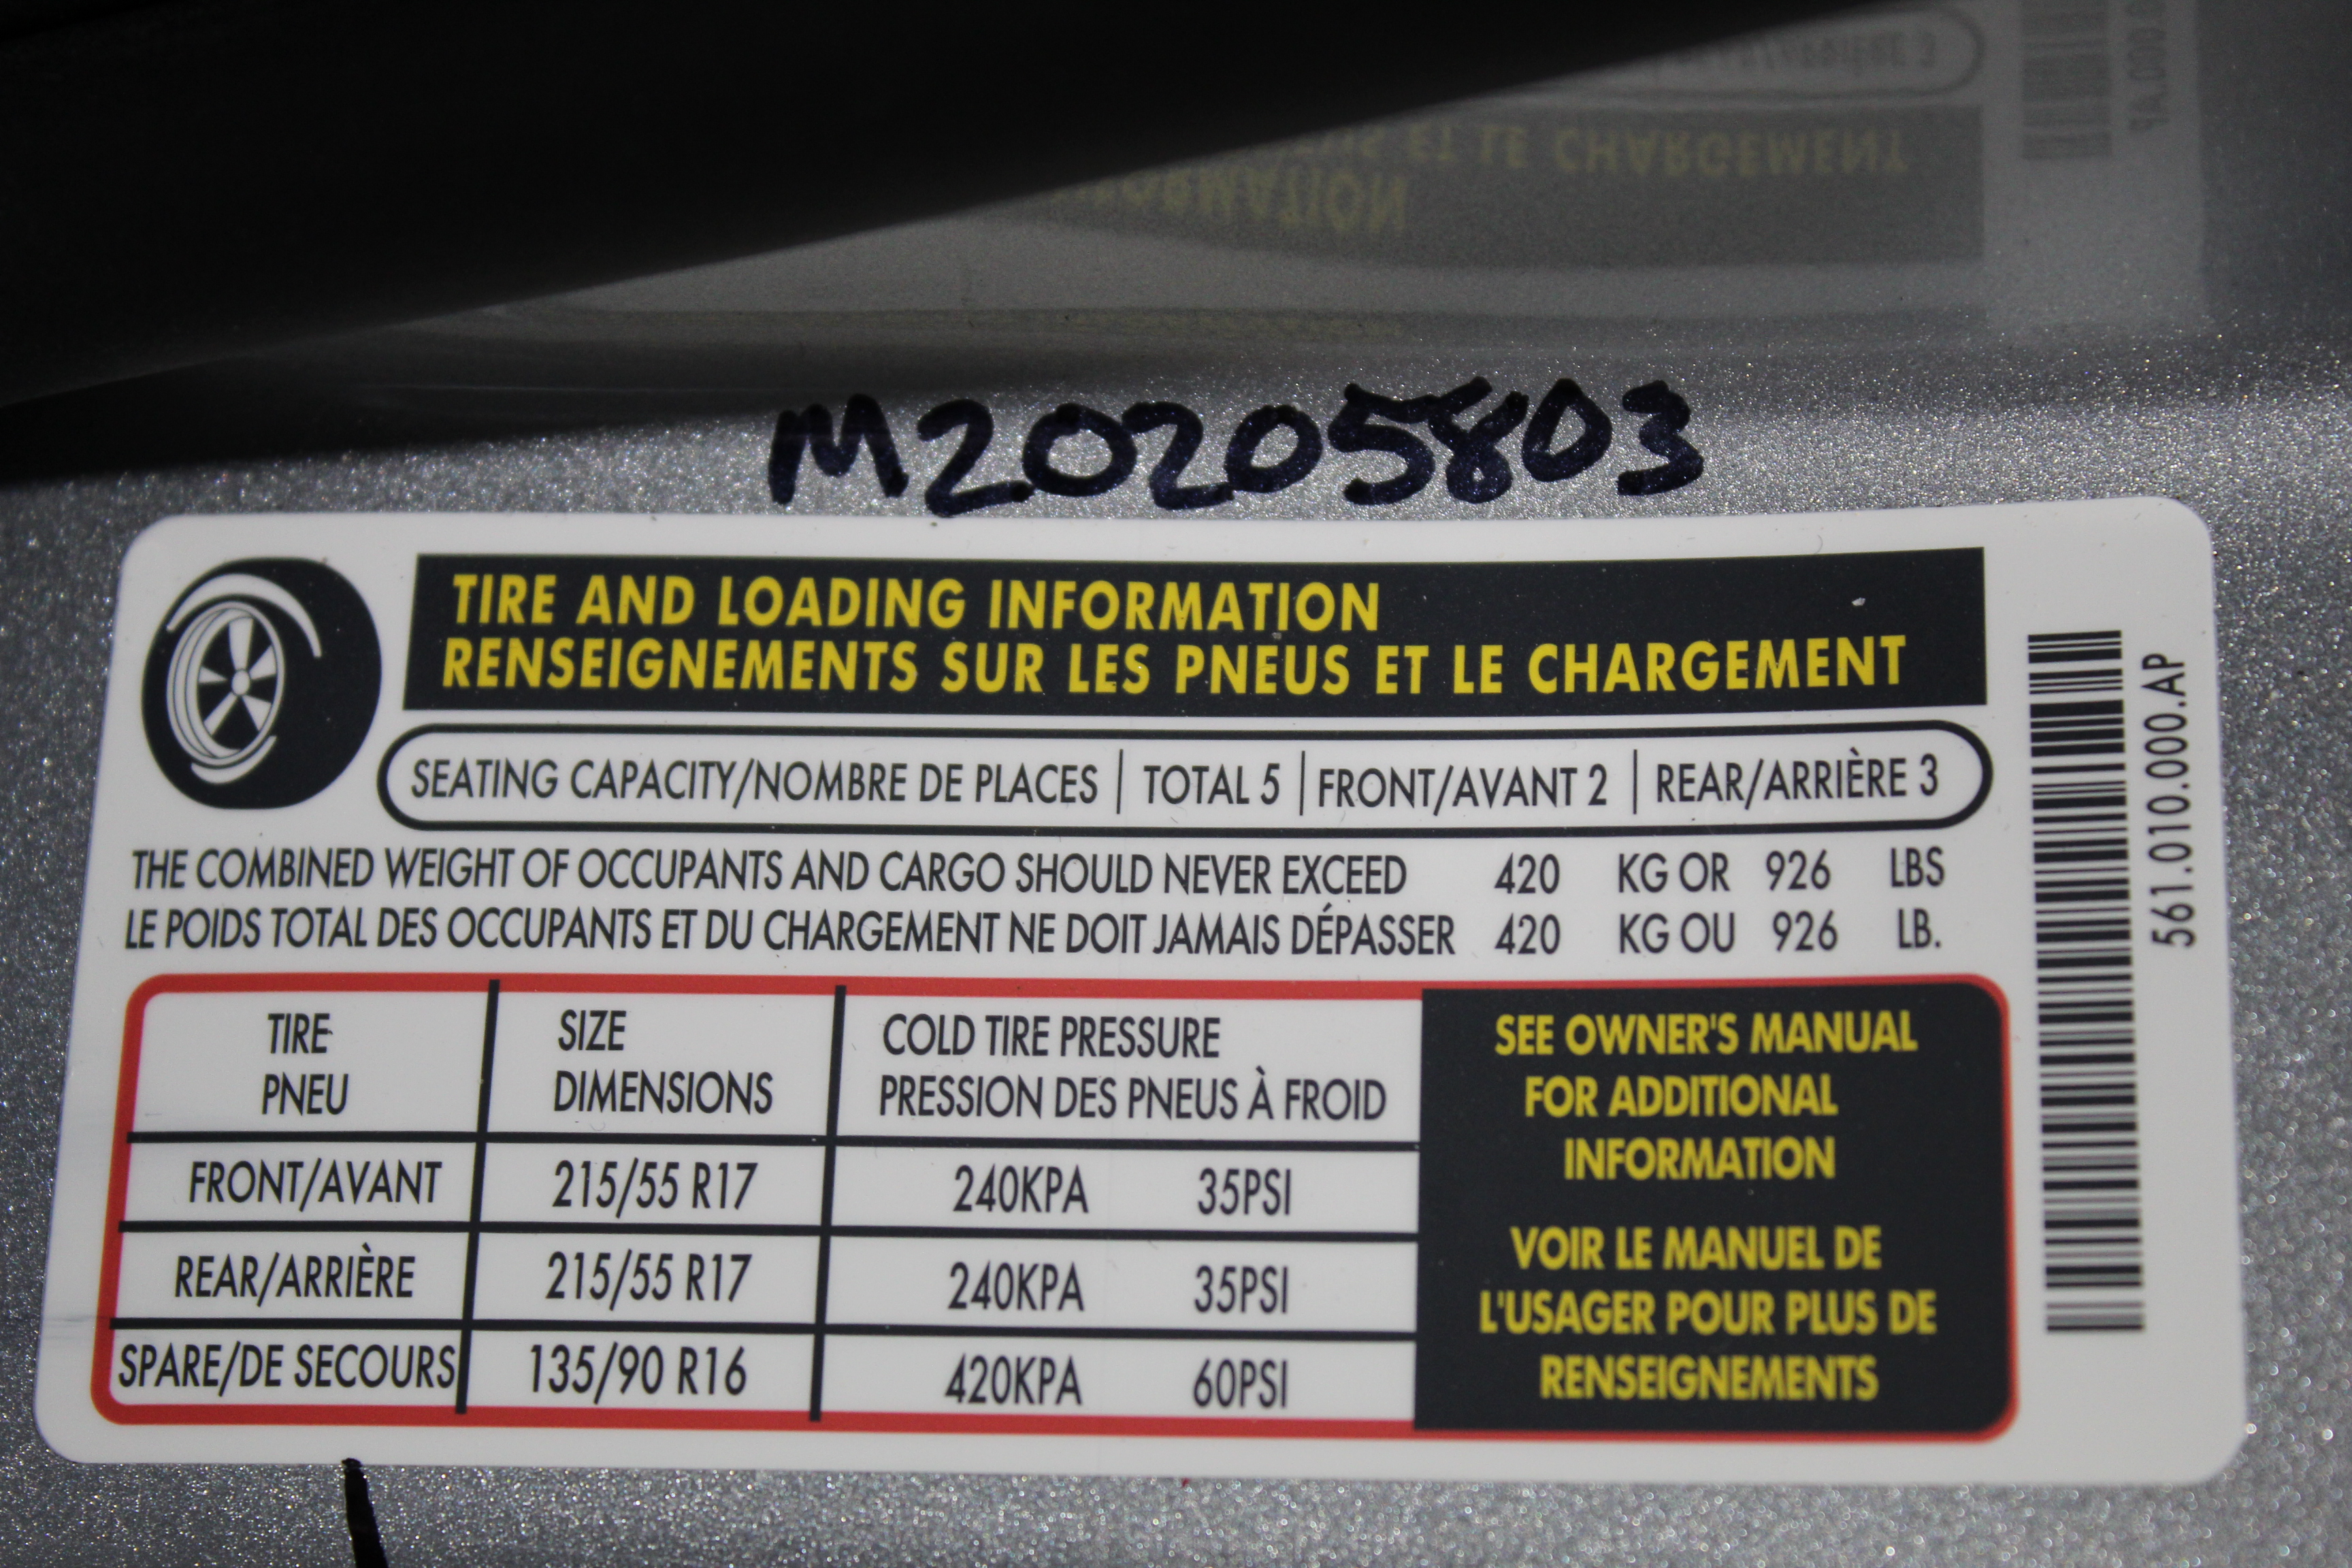 M20205803
TIRE AND LOADING INFORMATION
RENSEIGNEMENTS SUR LES PNEUS ET LE CHARGEMENT
SEATING CAPACITY/NOMBRE DE PLACES | TOTAL 5 | FRONT/AVANT 2 | REAR/ARRIÈRE 3
THE COMBINED WEIGHT OF OCCUPANTS AND CARGO SHOULD NEVER EXCEED 420 KG OR 926 LBS
LE POIDS TOTAL DES OCCUPANTS ET DU CHARGEMENT NE DOIT JAMAIS DÉPASSER 420 KG OU 926 LB.
TIRE SIZE COLD TIRE PRESSURE
PNEU DIMENSIONS PRESSION DES PNEUS À FROID
FRONT/AVANT 215/55 R17 240KPA 35PSI
REAR/ARRIÈRE 215/55 R17 240KPA 35PSI
SPARE/DE SECOURS 135/90 R16 420KPA 60PSI
SEE OWNER'S MANUAL
FOR ADDITIONAL
INFORMATION
VOIR LE MANUEL DE
L'USAGER POUR PLUS DE
RENSEIGNEMENTS
561.010.000.AP